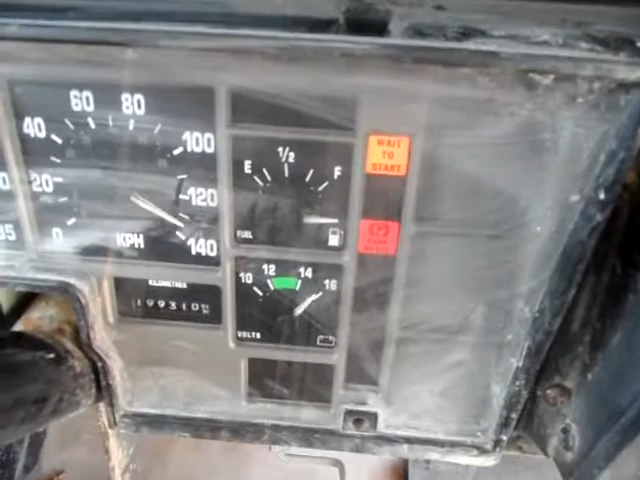 60 80
40 100
20 120
0 KPH 140
KILOMETRES
199310
E 1/2 F
FUEL
10 12 14 16
VOLTS
WAIT
TO
START